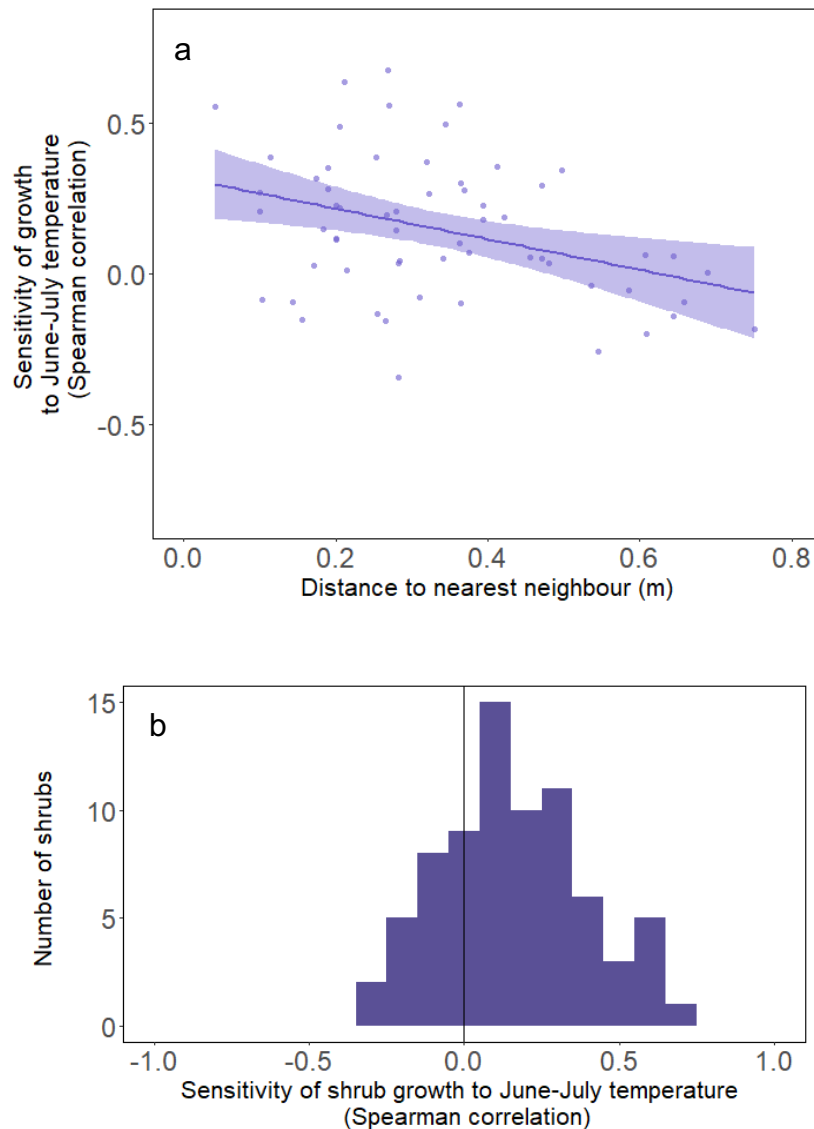 a
Sensitivity of growth
to June-July temperature
(Spearman correlation)
0.5
0.0
-0.5
0.0 0.2 0.4 0.6 0.8
Distance to nearest neighbour (m)
b
Number of shrubs
15
10
5
0
-1.0 -0.5 0.0 0.5 1.0
Sensitivity of shrub growth to June-July temperature
(Spearman correlation)